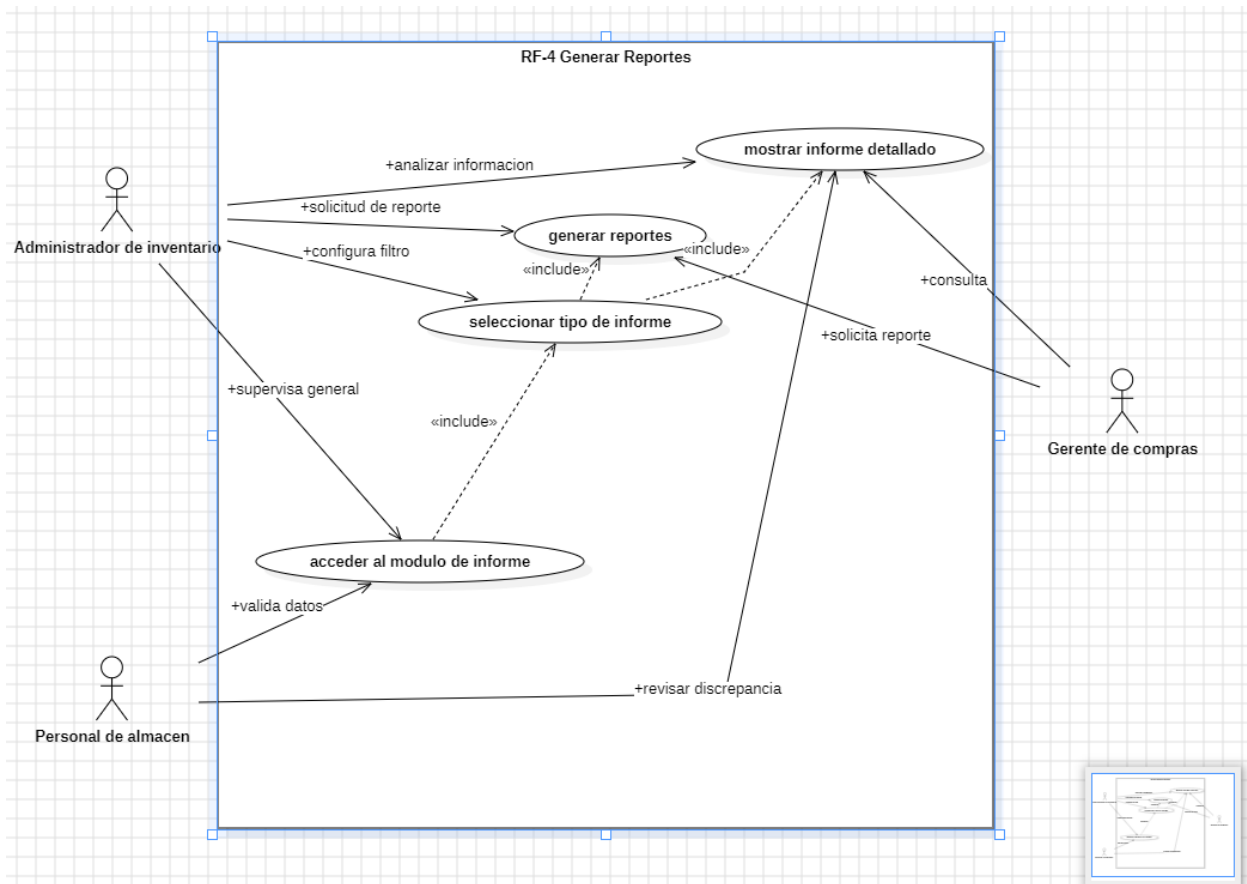 RF-4 Generar Reportes
mostrar informe detallado
+analizar informacion
+solicitud de reporte
generar reportes
«include»
Administrador de inventario
+configura filtro
«include»
+consulta
seleccionar tipo de informe
+solicita reporte
+supervisa general
«include»
Gerente de compras
acceder al modulo de informe
+valida datos
+revisar discrepancia
Personal de almacen